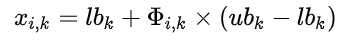 x_{i,k} = lb_k + Φ_{i,k} × (ub_k − lb_k)